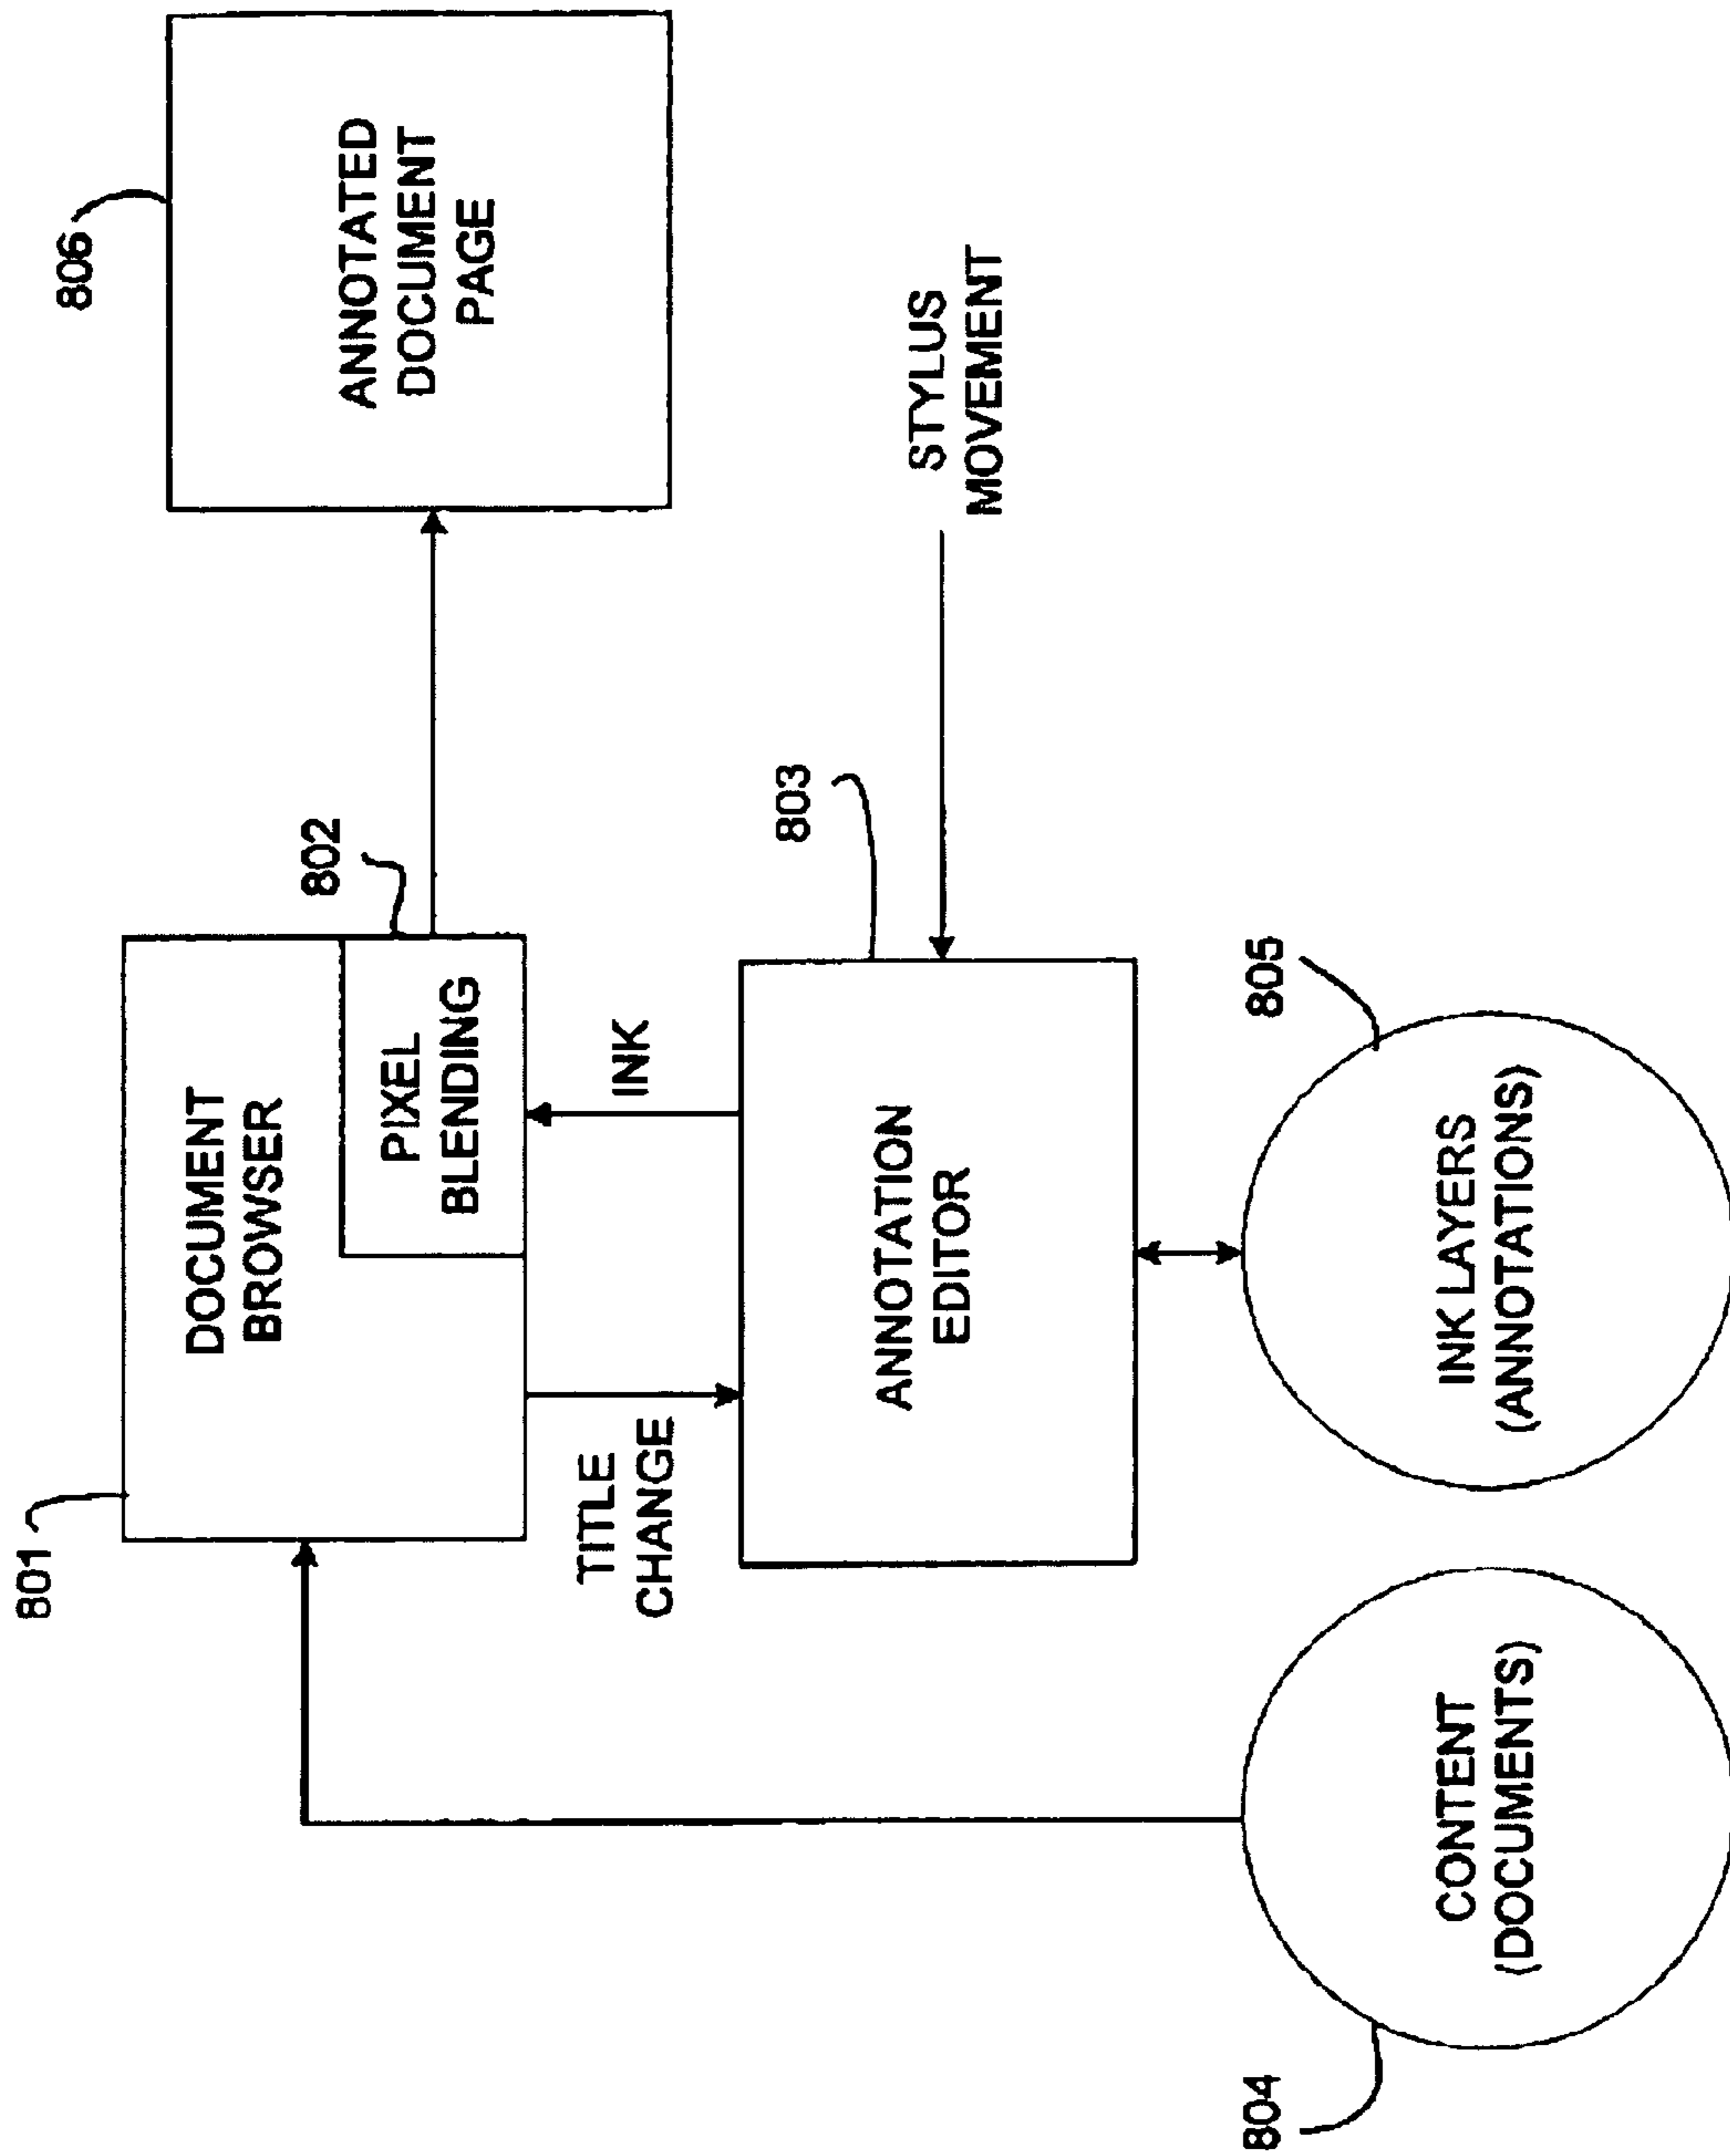 801
DOCUMENT
BROWSER
802
PIXEL
BLENDING
806
ANNOTATED
DOCUMENT
PAGE
TITLE
CHANGE
INK
803
ANNOTATION
EDITOR
STYLUS
MOVEMENT
804
CONTENT
(DOCUMENTS)
805
INK LAYERS
(ANNOTATIONS)